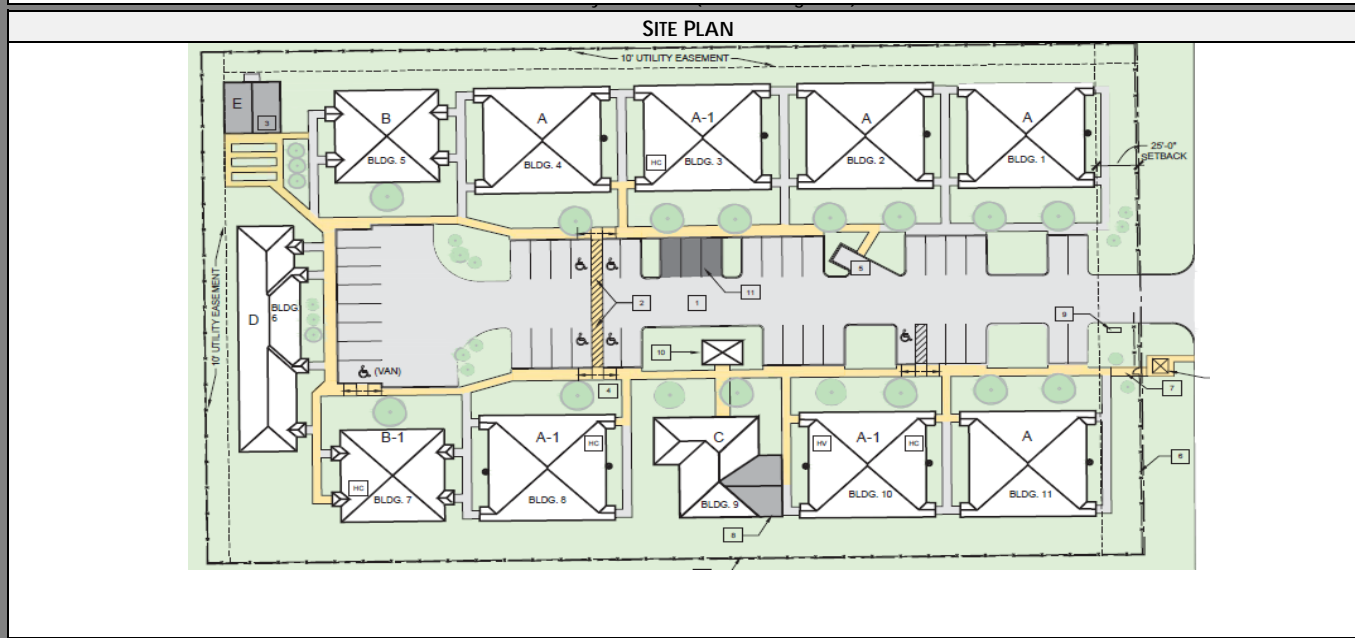 SITE PLAN
10' UTILITY EASEMENT
E
3
B
BLDG. 5
A
BLDG. 4
A-1
HC
BLDG. 3
A
BLDG. 2
A
BLDG. 1
25'-0"
SETBACK
10' UTILITY EASEMENT
D
BLDG.
6
2
1
11
5
9
10
(VAN)
4
7
6
B-1
HC
BLDG. 7
A-1
HC
BLDG. 8
C
BLDG. 9
8
HV
A-1
HC
BLDG. 10
A
BLDG. 11